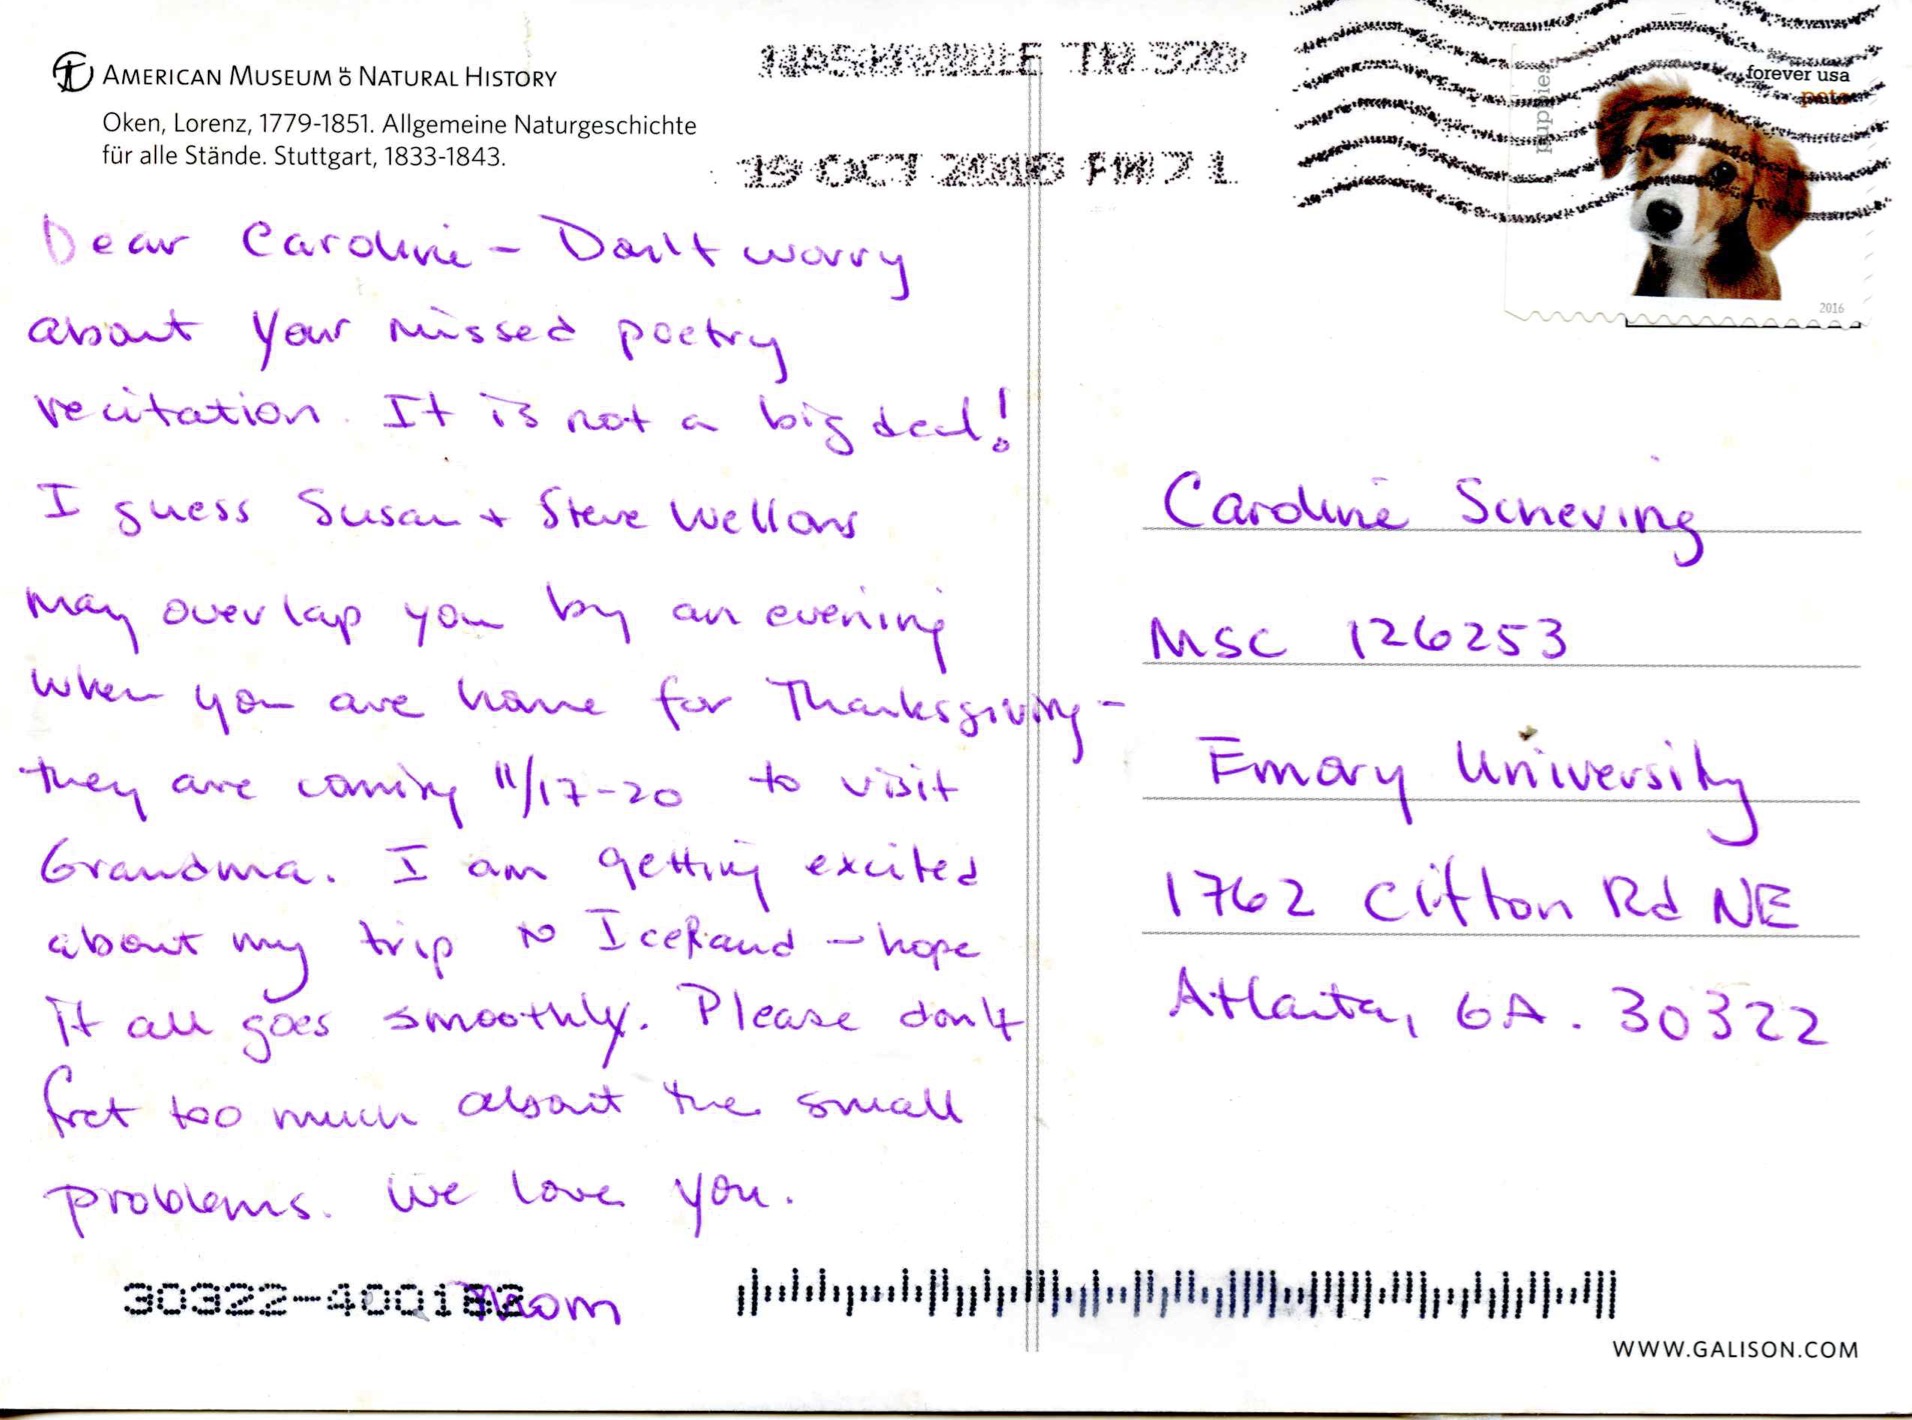 AMERICAN MUSEUM OF NATURAL HISTORY
Oken, Lorenz, 1779-1851. Allgemeine Naturgeschichte
für alle Stände. Stuttgart, 1833-1843.
NASHVILLE TN 370
19 OCT 2018 PM 7 L
forever usa
pets
puppies
2016
Dear Caroline - Don't worry
about your missed poetry
recitation. It is not a big deal!
I guess Susan + Steve Wellons
may overlap you by an evening
when you are home for Thanksgiving -
they are coming 11/17-20 to visit
Grandma. I am getting excited
about my trip to Iceland - hope
it all goes smoothly. Please don't
fret too much about the small
problems. We love you.
Mom
Caroline Scheving
MSC 126253
Emory University
1762 Clifton Rd NE
Atlanta, GA. 30322
WWW.GALISON.COM